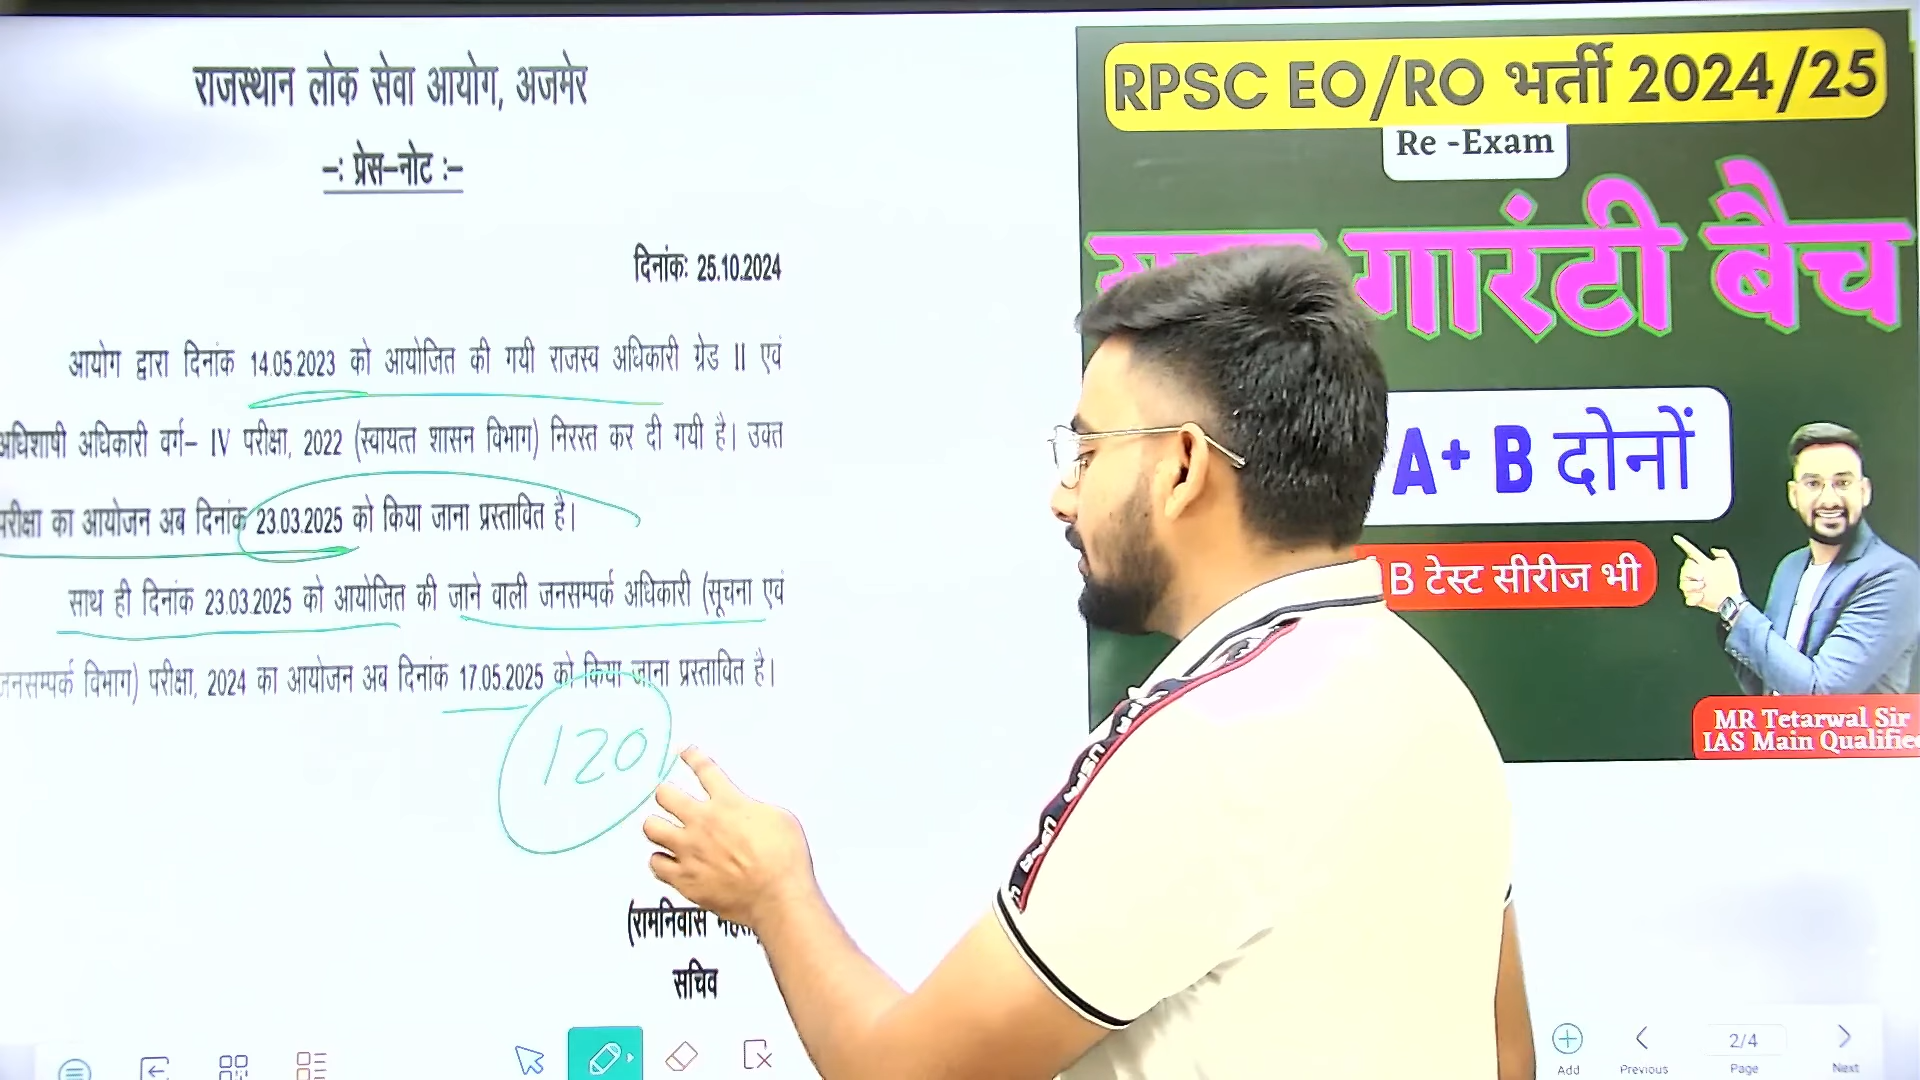 राजस्थान लोक सेवा आयोग, अजमेर
–: प्रेस–नोट :–
दिनांक: 25.10.2024
आयोग द्वारा दिनांक 14.05.2023 को आयोजित की गयी राजस्व अधिकारी ग्रेड II एवं
अधिशाषी अधिकारी वर्ग– IV परीक्षा, 2022 (स्वायत्त शासन विभाग) निरस्त कर दी गयी है। उक्त
परीक्षा का आयोजन अब दिनांक 23.03.2025 को किया जाना प्रस्तावित है।
साथ ही दिनांक 23.03.2025 को आयोजित की जाने वाली जनसम्पर्क अधिकारी (सूचना एवं
जनसम्पर्क विभाग) परीक्षा, 2024 का आयोजन अब दिनांक 17.05.2025 को किया जाना प्रस्तावित है।
120
(रामनिवास
सचिव
RPSC EO/RO भर्ती 2024/25
Re -Exam
गारंटी बैच
A+ B दोनों
B टेस्ट सीरीज भी
MR Tetarwal Sir
IAS Main Qualified
Add
Previous
2/4
Page
Next